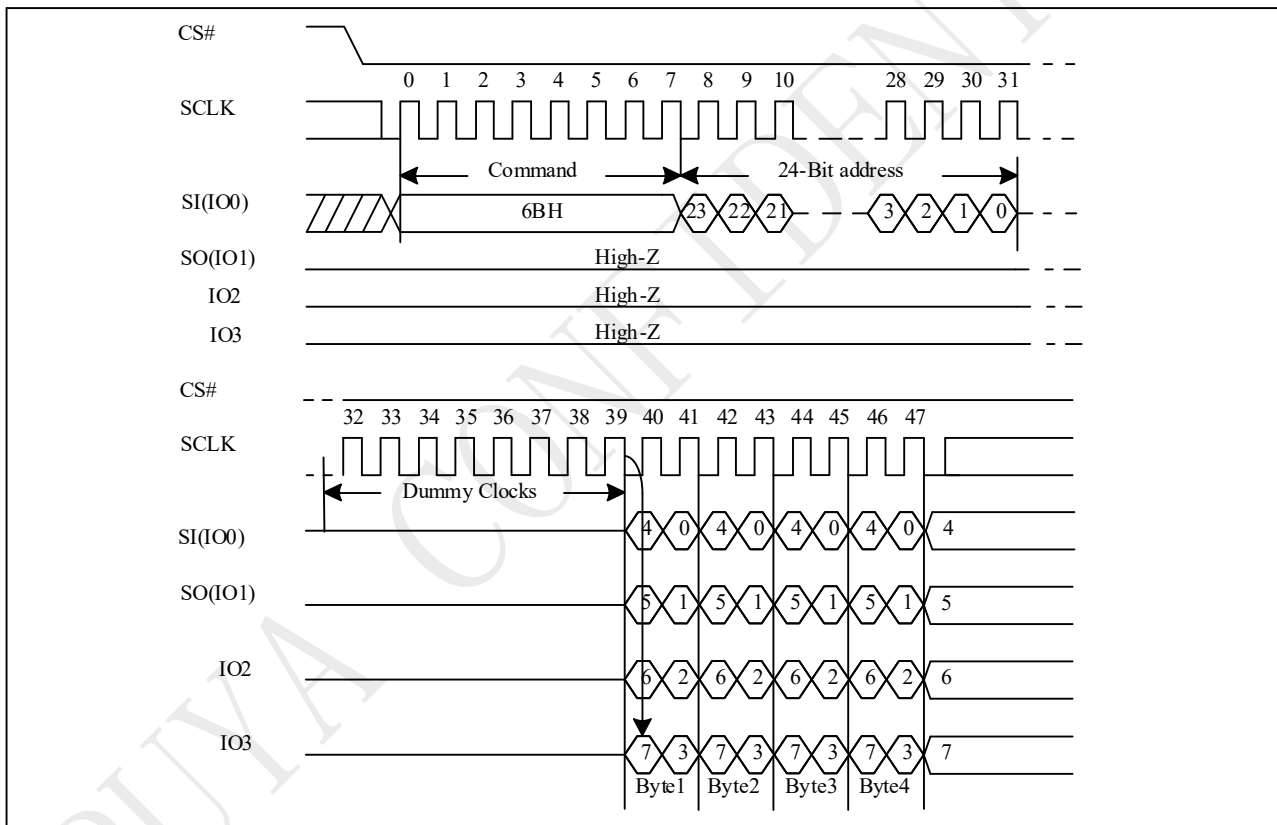 CS#
0 1 2 3 4 5 6 7 8 9 10 28 29 30 31
SCLK
Command 24-Bit address
SI(IO0) 6BH 23 22 21 3 2 1 0
SO(IO1) High-Z
IO2 High-Z
IO3 High-Z
CS#
32 33 34 35 36 37 38 39 40 41 42 43 44 45 46 47
SCLK
Dummy Clocks
SI(IO0) 4 0 4 0 4 0 4 0 4
SO(IO1) 5 1 5 1 5 1 5 1 5
IO2 6 2 6 2 6 2 6 2 6
IO3 7 3 7 3 7 3 7 3 7
Byte1 Byte2 Byte3 Byte4
PUYA CONFIDENT